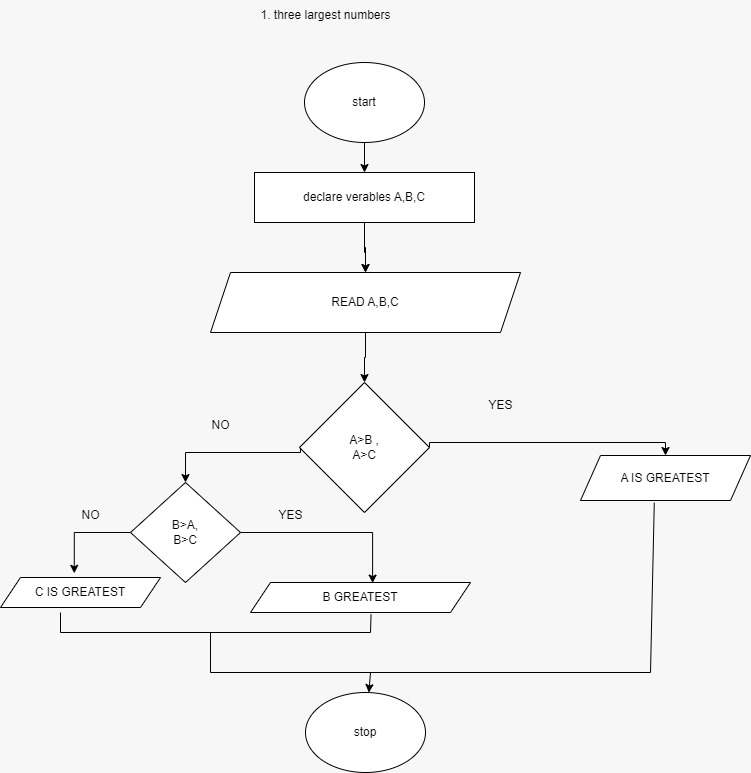 1. three largest numbers
start
declare verables A,B,C
READ A,B,C
YES
NO
A>B ,
A>C
A IS GREATEST
NO
YES
B>A,
B>C
C IS GREATEST
B GREATEST
stop